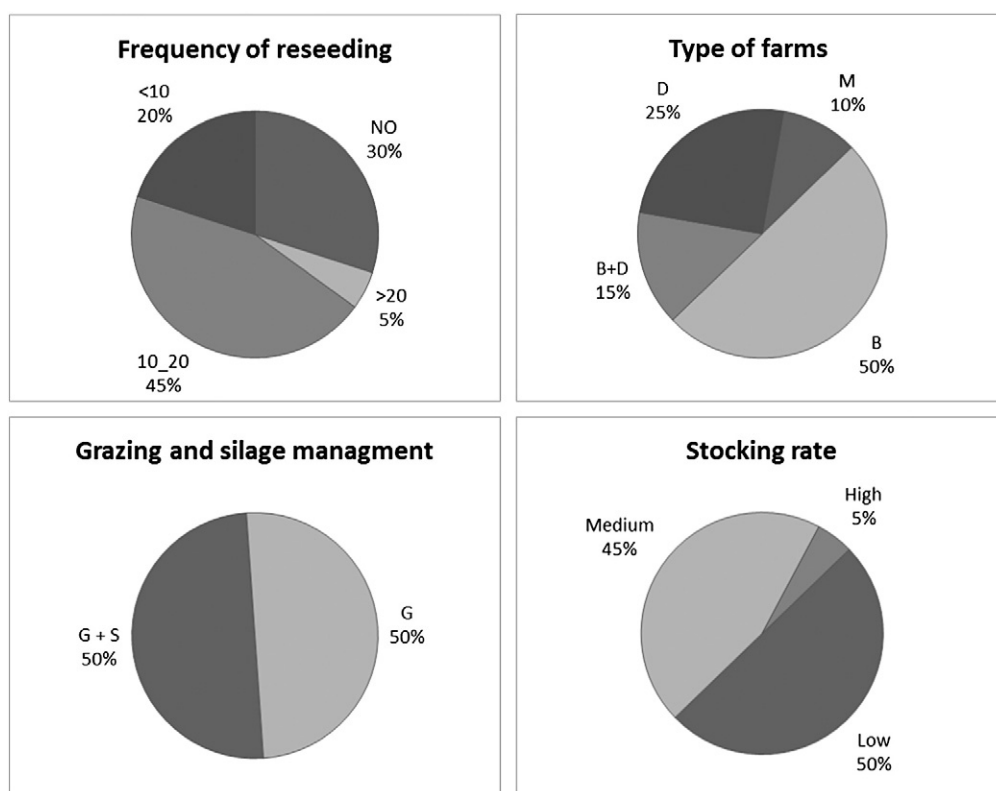 Frequency of reseeding
<10
20%
NO
30%
>20
5%
10_20
45%
Type of farms
D
25%
M
10%
B+D
15%
B
50%
Grazing and silage managment
G + S
50%
G
50%
Stocking rate
High
5%
Medium
45%
Low
50%